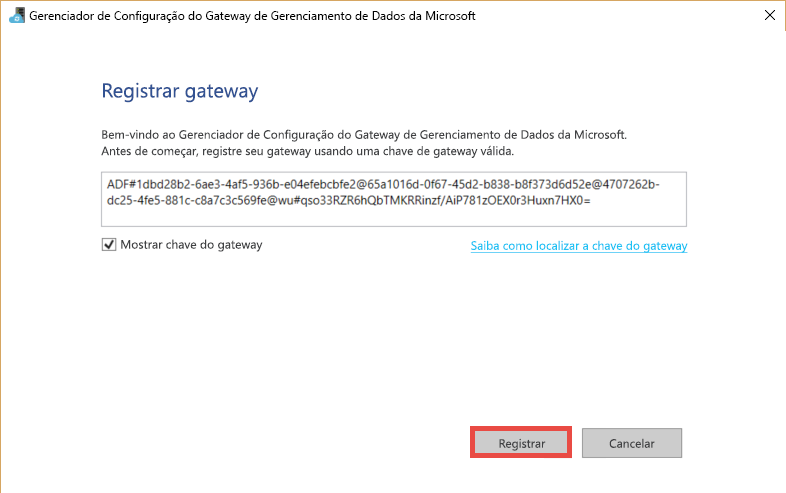 Gerenciador de Configuração do Gateway de Gerenciamento de Dados da Microsoft
Registrar gateway
Bem-vindo ao Gerenciador de Configuração do Gateway de Gerenciamento de Dados da Microsoft.
Antes de começar, registre seu gateway usando uma chave de gateway válida.
ADF#1dbd28b2-6ae3-4af5-936b-e04efebcbfe2@65a1016d-0f67-45d2-b838-b8f373d6d52e@4707262b-
dc25-4fe5-881c-c8a7c3c569fe@wu#qso33RZR6hQbTMKRRinzf/AiP781zOEX0r3Huxn7HX0=
Mostrar chave do gateway
Saiba como localizar a chave do gateway
Registrar
Cancelar